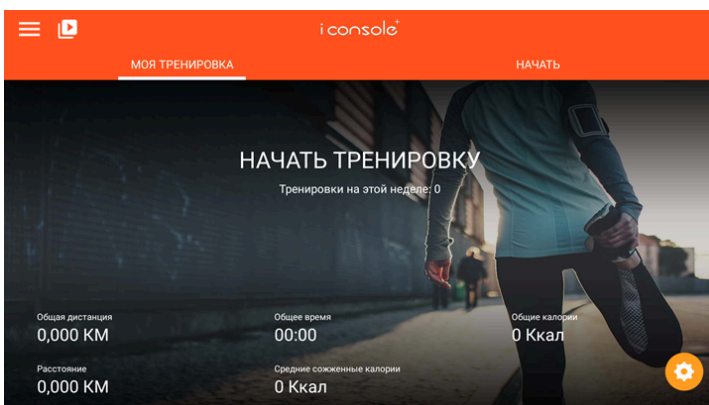 iconsole+
МОЯ ТРЕНИРОВКА
НАЧАТЬ
НАЧАТЬ ТРЕНИРОВКУ
Тренировки на этой неделе: 0
Общая дистанция
0,000 КМ
Общее время
00:00
Общие калории
0 Ккал
Расстояние
0,000 КМ
Средние сожженные калории
0 Ккал